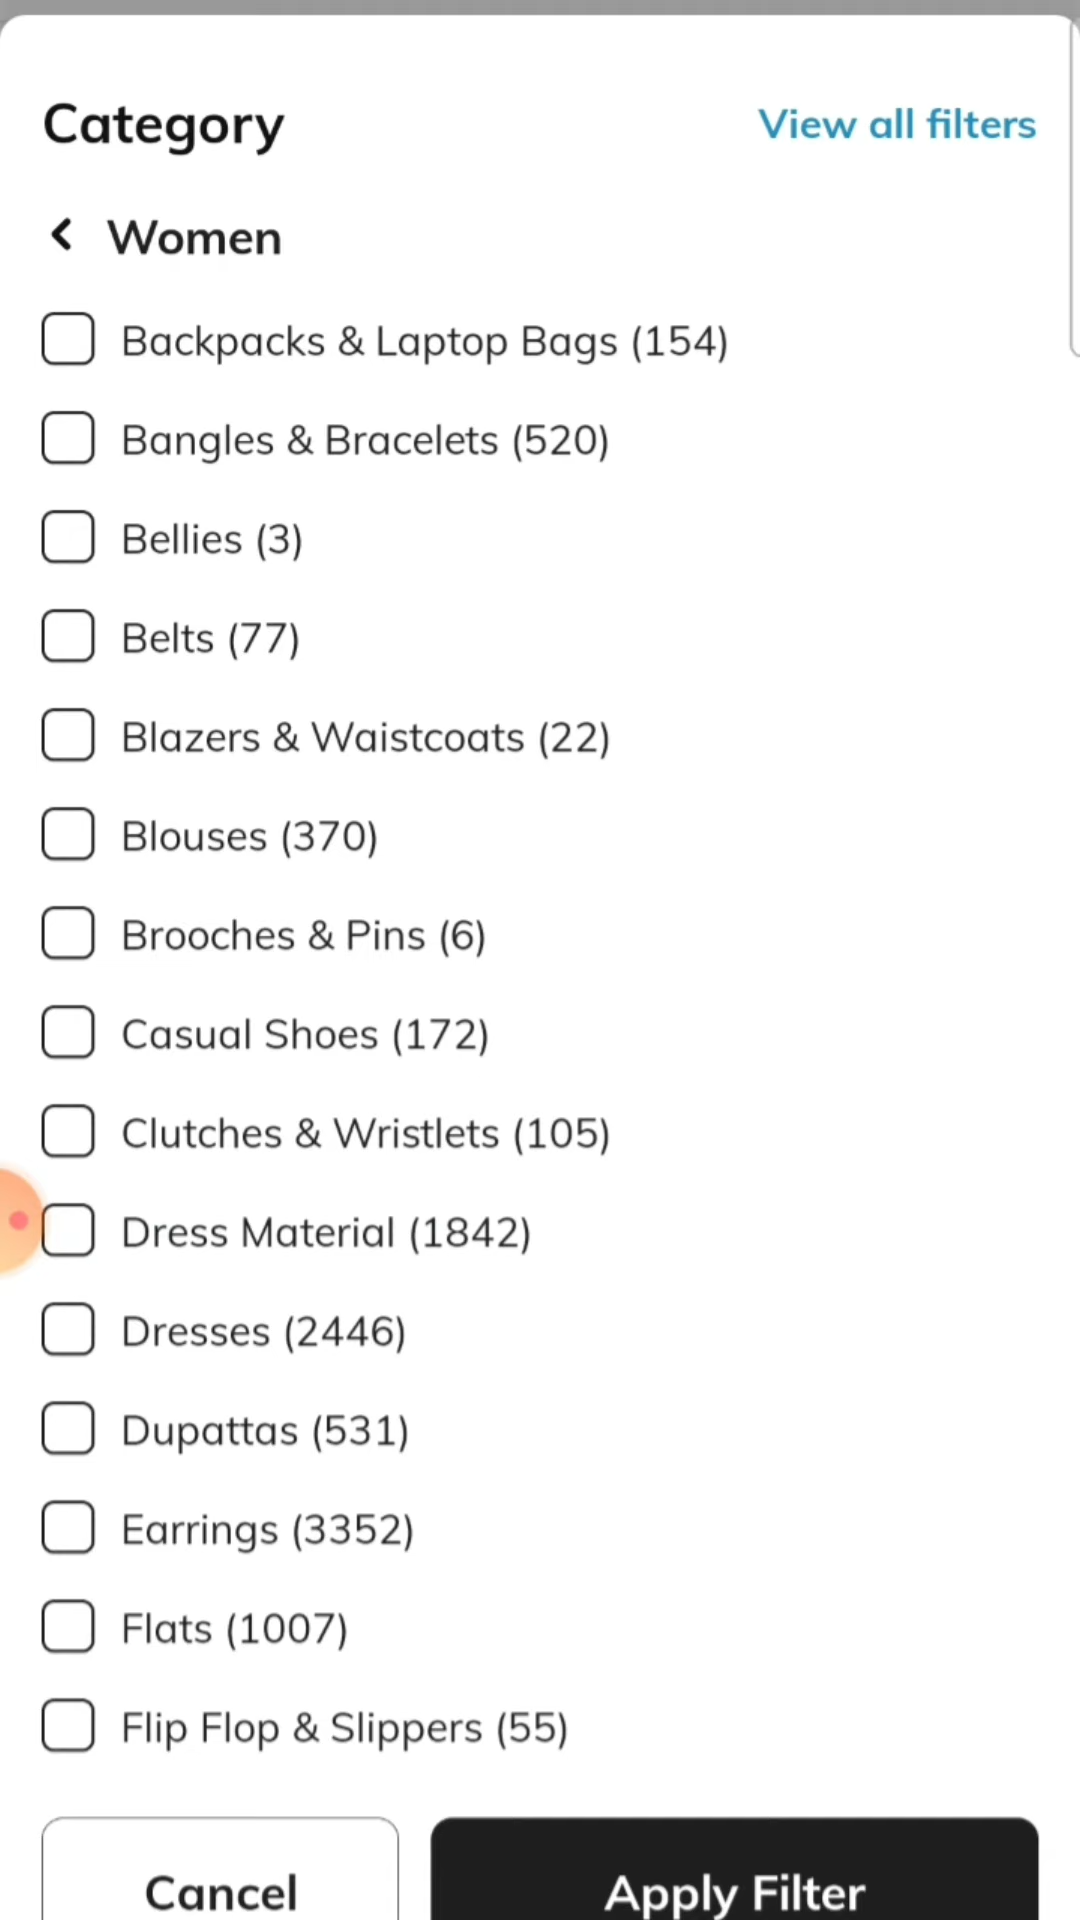 Category
View all filters
Women
Backpacks & Laptop Bags (154)
Bangles & Bracelets (520)
Bellies (3)
Belts (77)
Blazers & Waistcoats (22)
Blouses (370)
Brooches & Pins (6)
Casual Shoes (172)
Clutches & Wristlets (105)
Dress Material (1842)
Dresses (2446)
Dupattas (531)
Earrings (3352)
Flats (1007)
Flip Flop & Slippers (55)
Cancel
Apply Filter